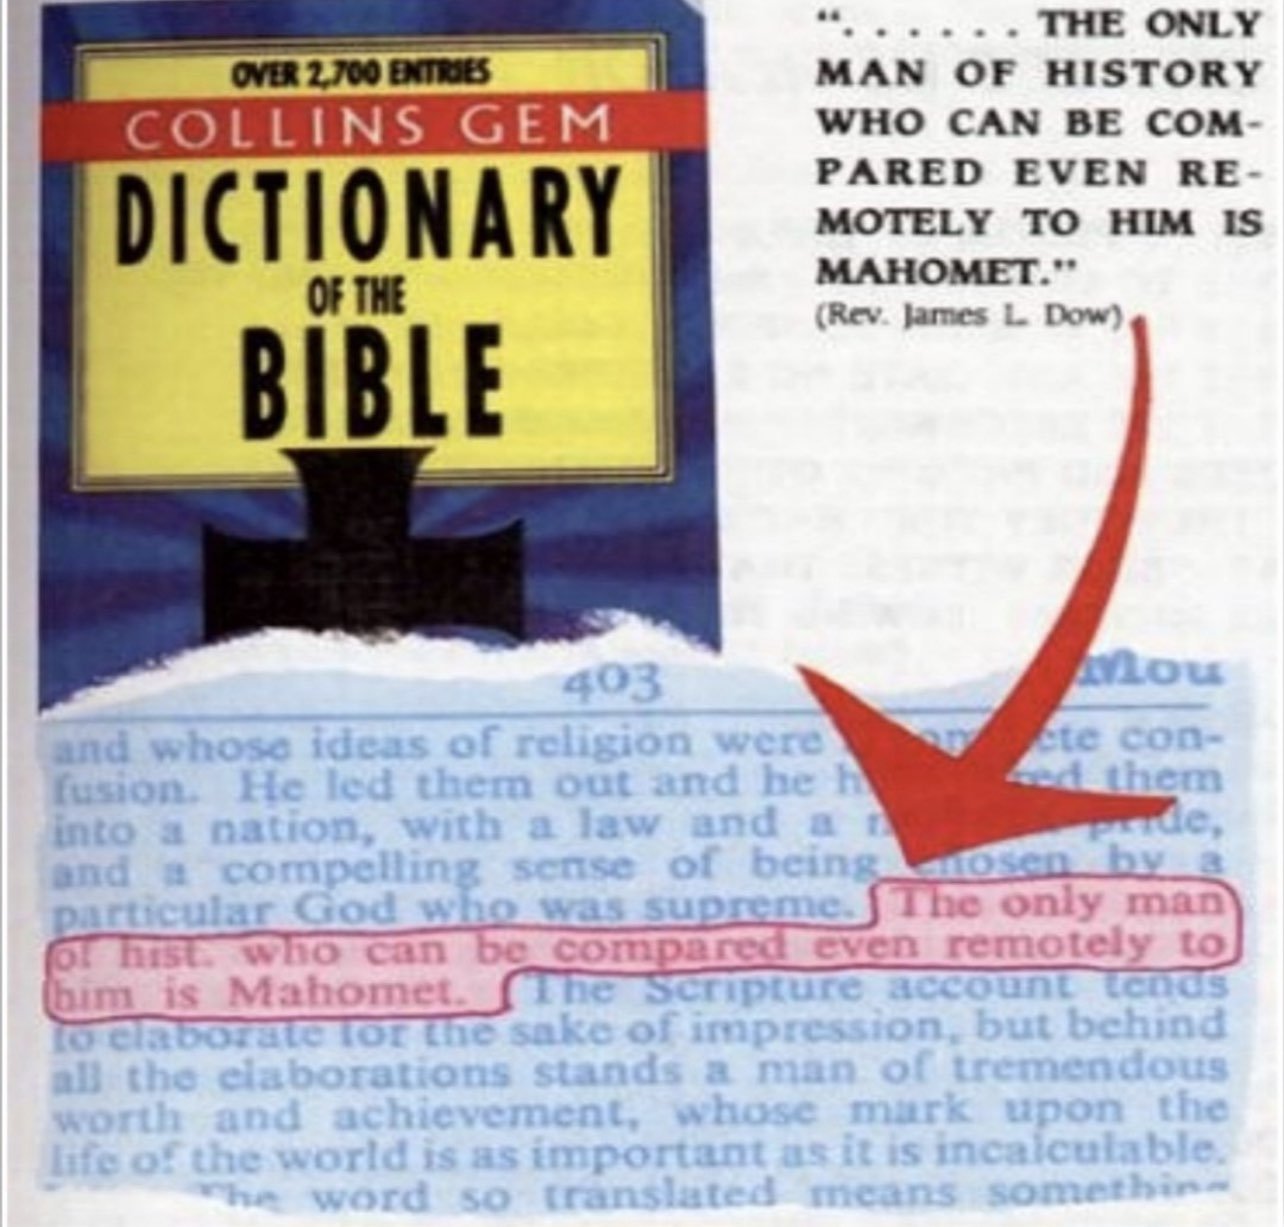 OVER 2,700 ENTRIES
COLLINS GEM
DICTIONARY
OF THE
BIBLE
“. . . . . . THE ONLY
MAN OF HISTORY
WHO CAN BE COM-
PARED EVEN RE-
MOTELY TO HIM IS
MAHOMET.”
(Rev. James L. Dow)
403 Mou
and whose ideas of religion were con-
fusion. He led them out and he them
into a nation, with a law and a pride,
and a compelling sense of being chosen by a
particular God who was supreme. The only man
of hist. who can be compared even remotely to
him is Mahomet. The Scripture account tends
to elaborate for the sake of impression, but behind
all the elaborations stands a man of tremendous
worth and achievement, whose mark upon the
life of the world is as important as it is incalculable.
The word so translated means something